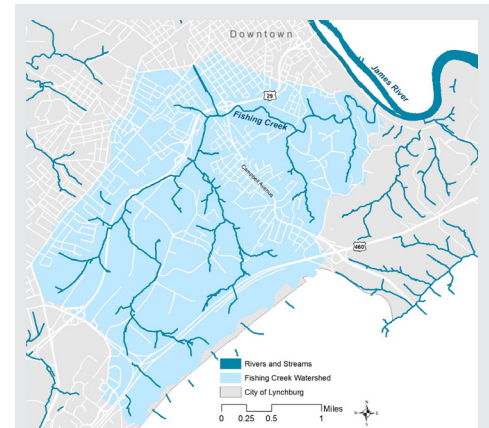 Downtown
James River
29
Fishing Creek
Campbell Avenue
460
Rivers and Streams
Fishing Creek Watershed
City of Lynchburg
Miles
0 0.25 0.5 1